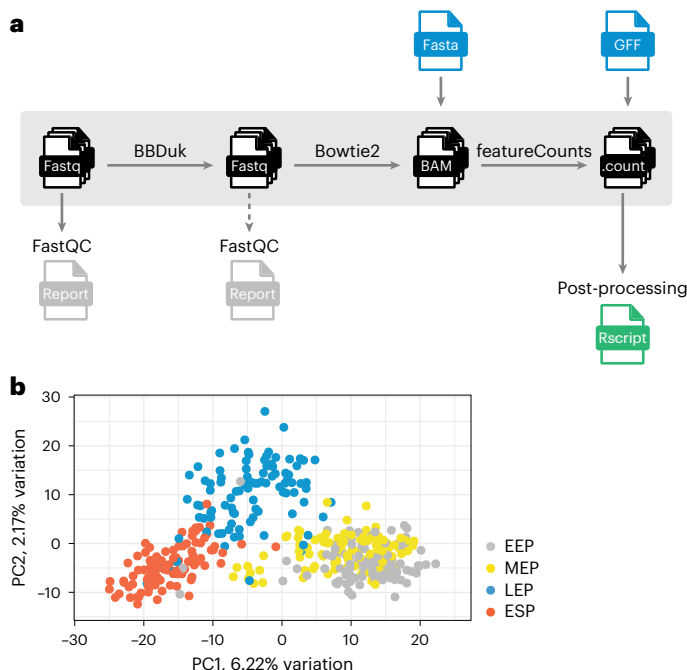 a
Fasta
GFF
Fastq
BBDuk
Fastq
Bowtie2
BAM
featureCounts
.count
FastQC
FastQC
Report
Report
Post-processing
Rscript
b
PC2, 2.17% variation
30
20
10
0
−10
−30
−20
−10
0
10
20
PC1, 6.22% variation
EEP
MEP
LEP
ESP